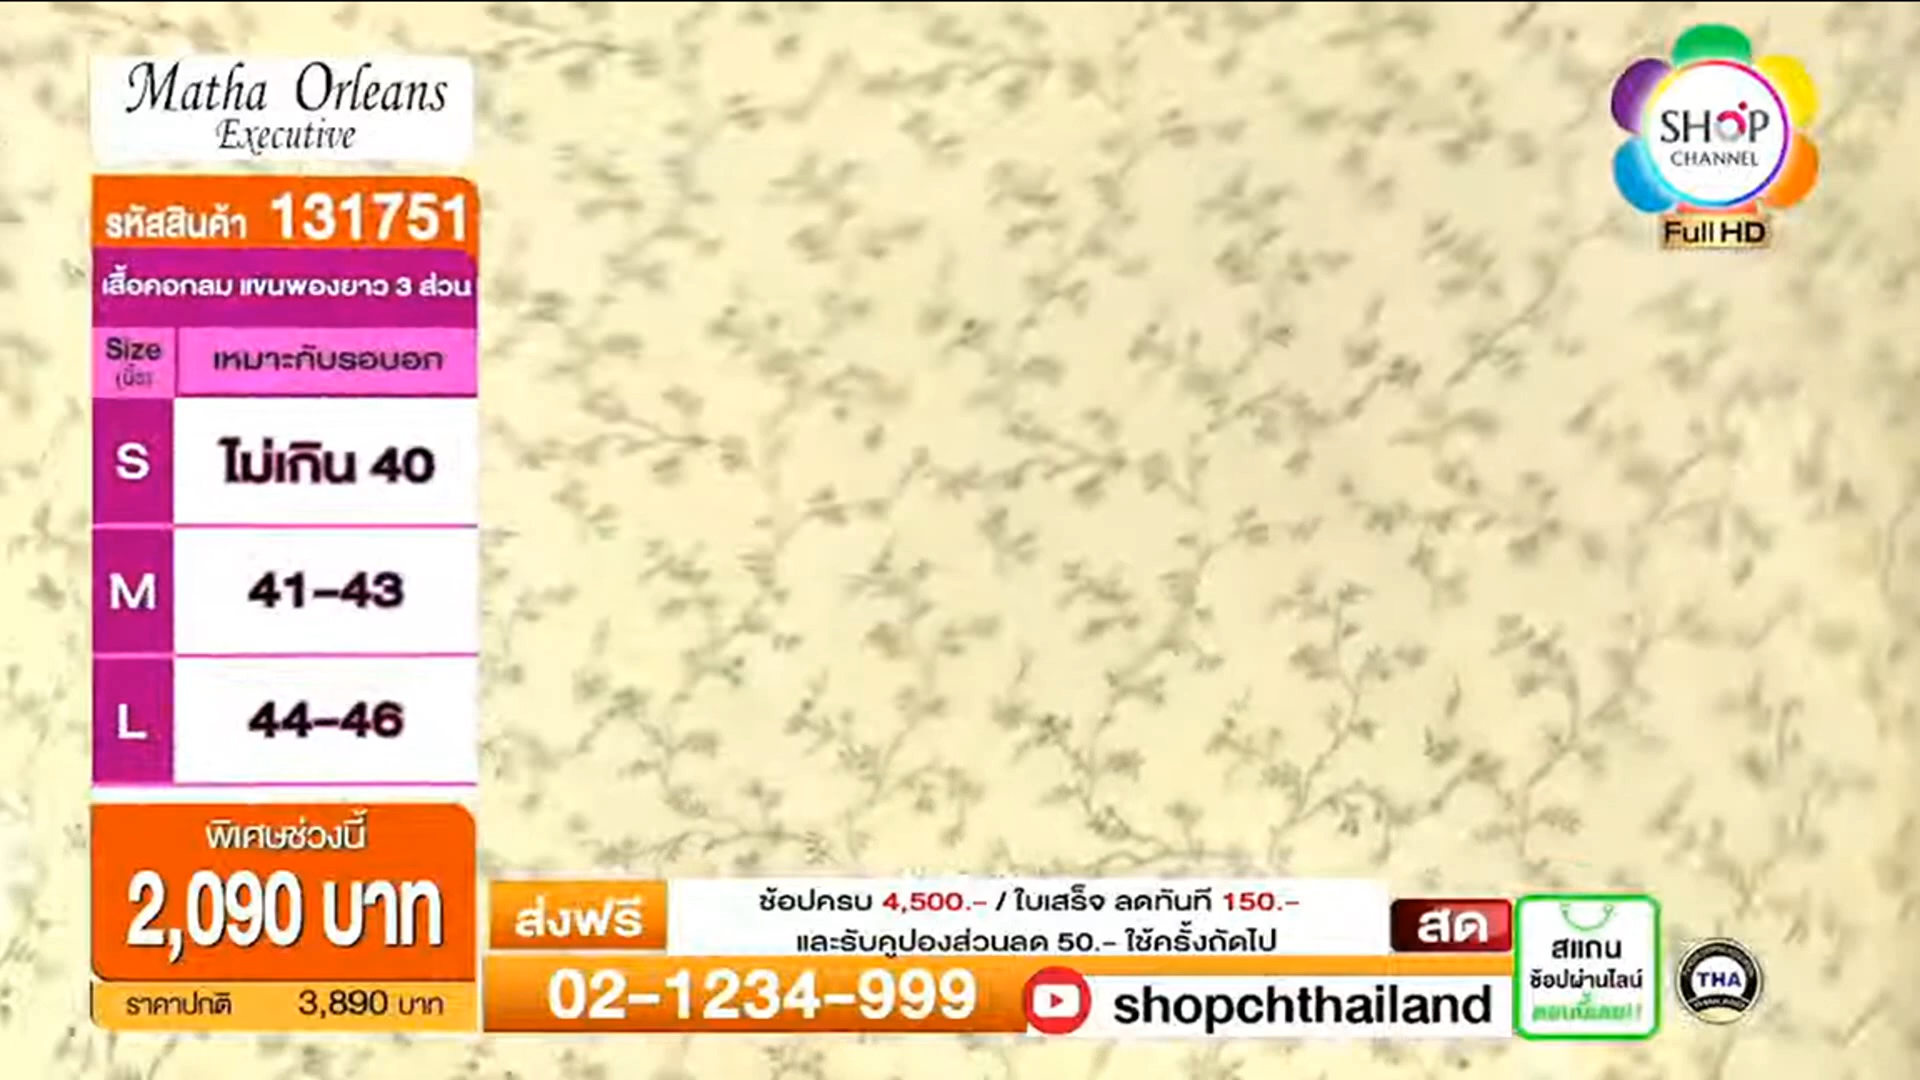 Matha Orleans
Executive
รหัสสินค้า 131751
เสื้อคอกลม แขนพองยาว 3 ส่วน
Size
(นิ้ว)
เหมาะกับรอบอก
S
ไม่เกิน 40
M
41-43
L
44-46
พิเศษช่วงนี้
2,090 บาท
ราคาปกติ 3,890 บาท
ส่งฟรี
ช้อปครบ 4,500.- / ใบเสร็จ ลดทันที 150.-
และรับคูปองส่วนลด 50.- ใช้ครั้งถัดไป
02-1234-999
shopchthailand
สด
สแกน
ช้อปผ่านไลน์
ตอนนี้เลย!!
THA
SHOP
CHANNEL
Full HD